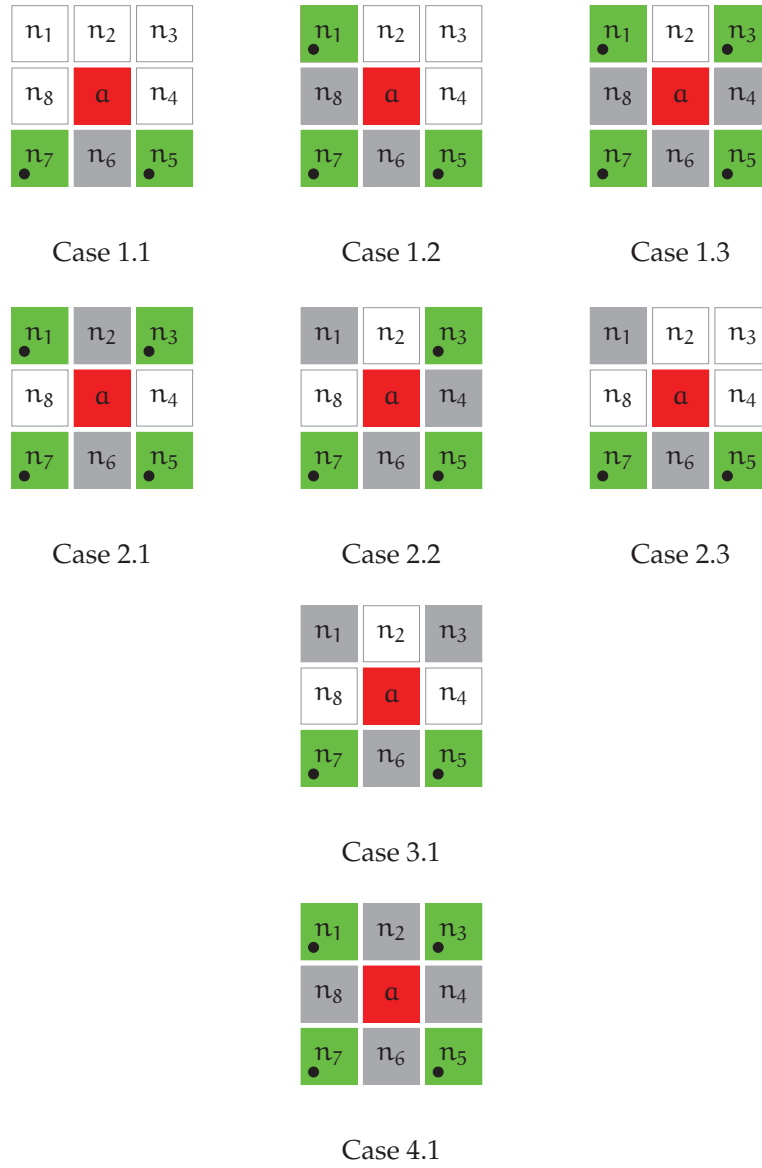 n₁ n₂ n₃ n₁ n₂ n₃ n₁ n₂ n₃
n₈ a n₄ n₈ a n₄ n₈ a n₄
n₇ n₆ n₅ n₇ n₆ n₅ n₇ n₆ n₅
Case 1.1 Case 1.2 Case 1.3
n₁ n₂ n₃ n₁ n₂ n₃ n₁ n₂ n₃
n₈ a n₄ n₈ a n₄ n₈ a n₄
n₇ n₆ n₅ n₇ n₆ n₅ n₇ n₆ n₅
Case 2.1 Case 2.2 Case 2.3
n₁ n₂ n₃
n₈ a n₄
n₇ n₆ n₅
Case 3.1
n₁ n₂ n₃
n₈ a n₄
n₇ n₆ n₅
Case 4.1